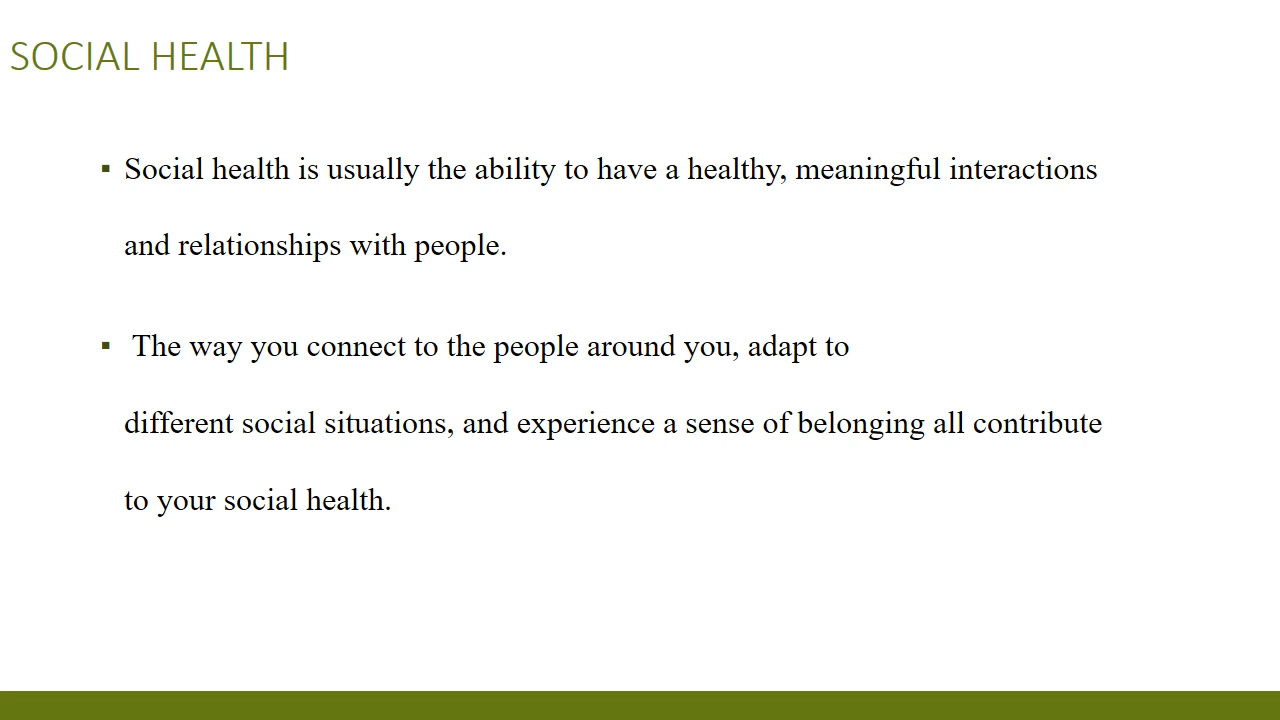 SOCIAL HEALTH
▪ Social health is usually the ability to have a healthy, meaningful interactions
and relationships with people.
▪ The way you connect to the people around you, adapt to
different social situations, and experience a sense of belonging all contribute
to your social health.